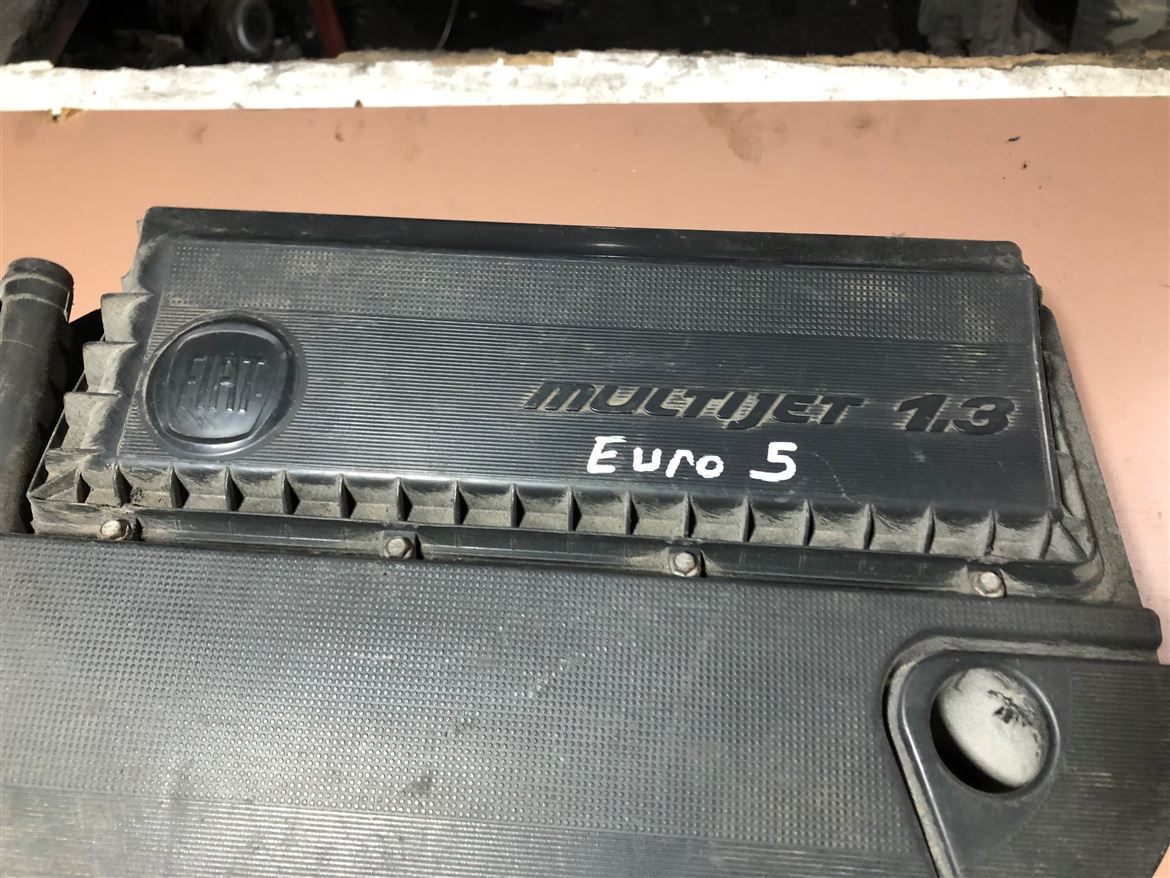 FIAT
MULTIJET 1.3
Euro 5